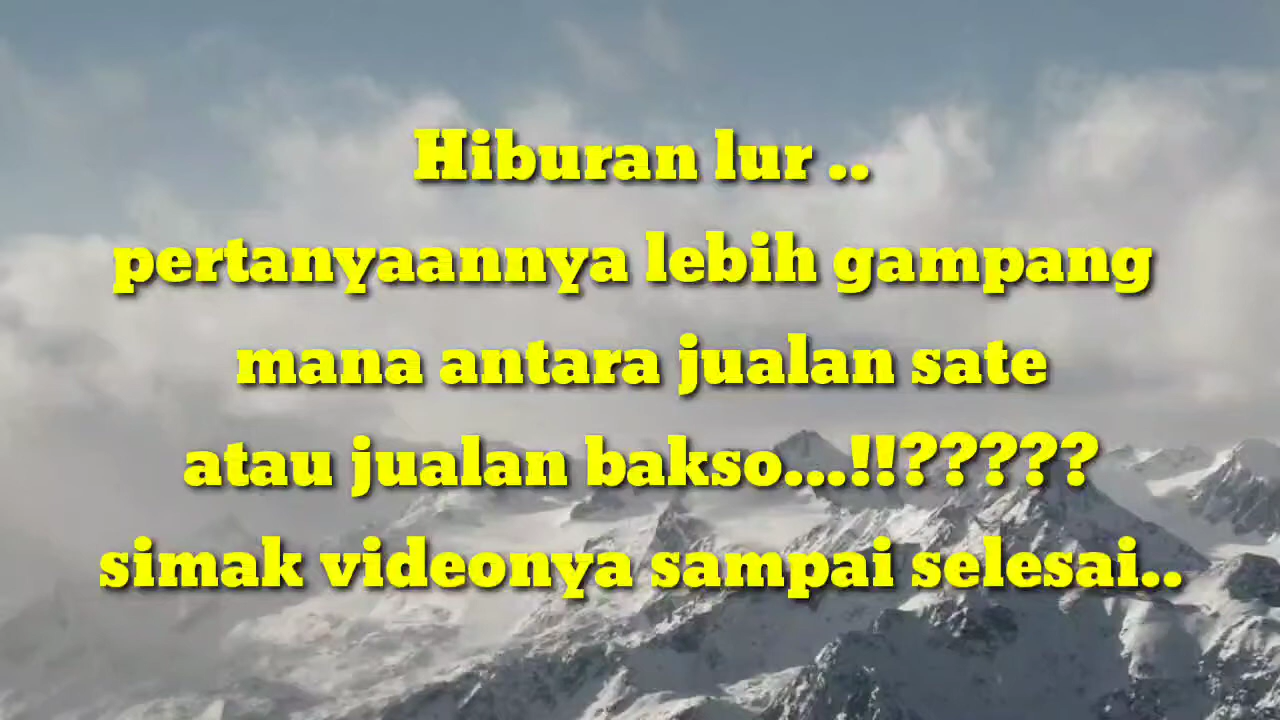 Hiburan lur ..
pertanyaannya lebih gampang
mana antara jualan sate
atau jualan bakso...!!?????
simak videonya sampai selesai..